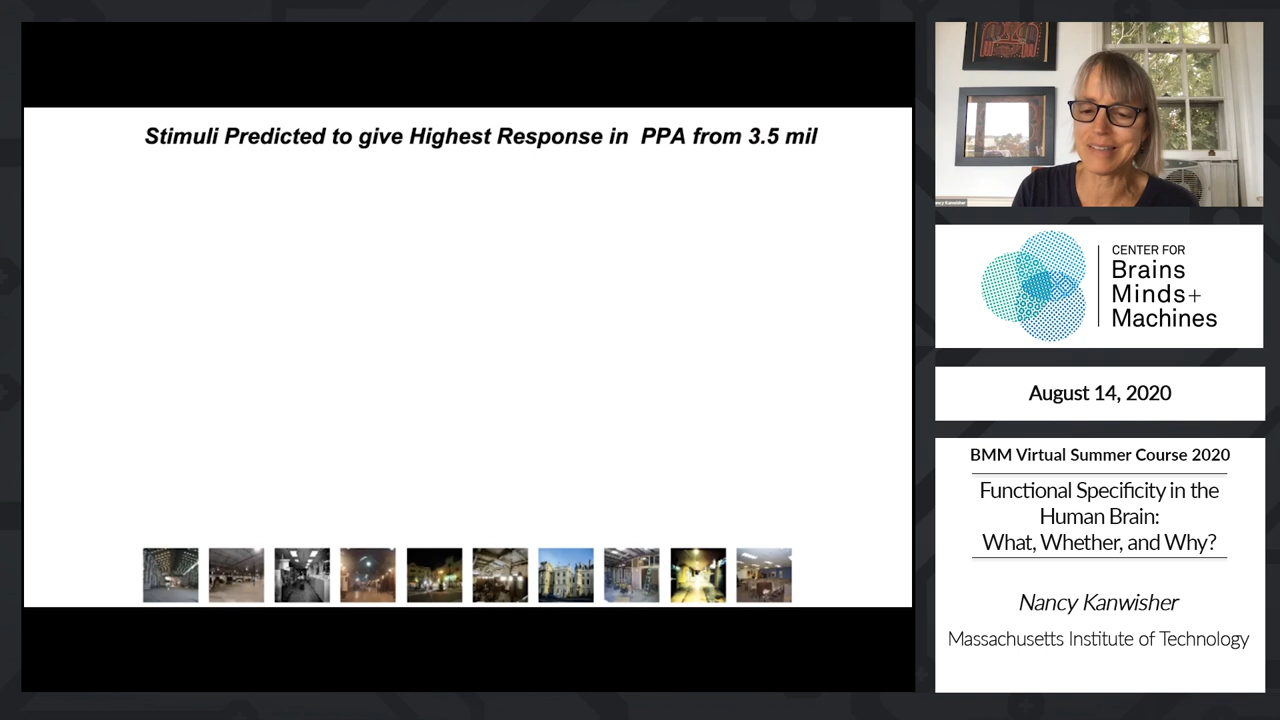 Stimuli Predicted to give Highest Response in PPA from 3.5 mil
Nancy Kanwisher
CENTER FOR
Brains
Minds+
Machines
August 14, 2020
BMM Virtual Summer Course 2020
Functional Specificity in the
Human Brain:
What, Whether, and Why?
Nancy Kanwisher
Massachusetts Institute of Technology